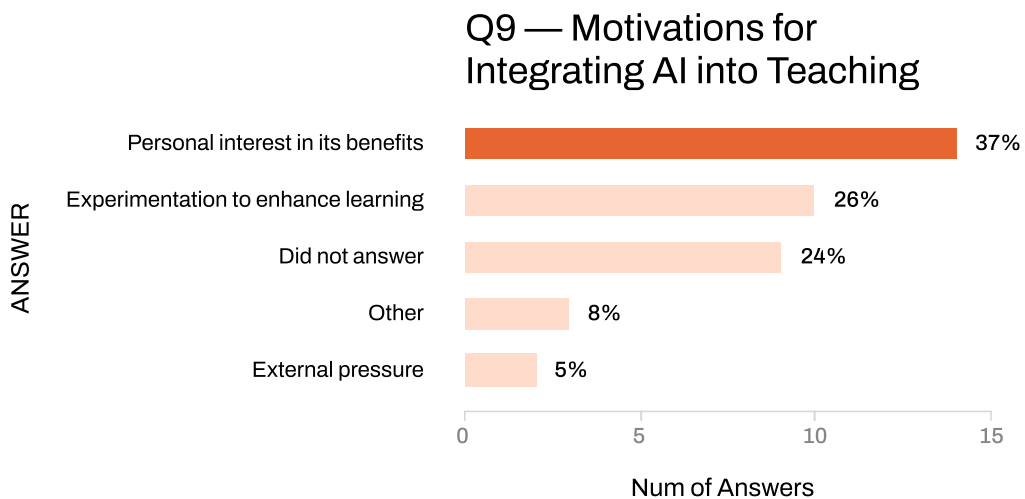 Q9 — Motivations for
Integrating AI into Teaching
ANSWER
Personal interest in its benefits 37%
Experimentation to enhance learning 26%
Did not answer 24%
Other 8%
External pressure 5%
0 5 10 15
Num of Answers